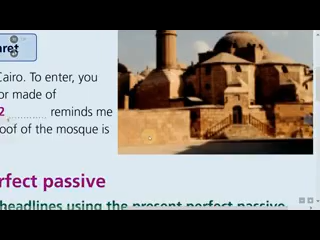 Cairo. To enter, you
or made of
2 ............ reminds me
oof of the mosque is
rfect passive
headlines using the present perfect passive